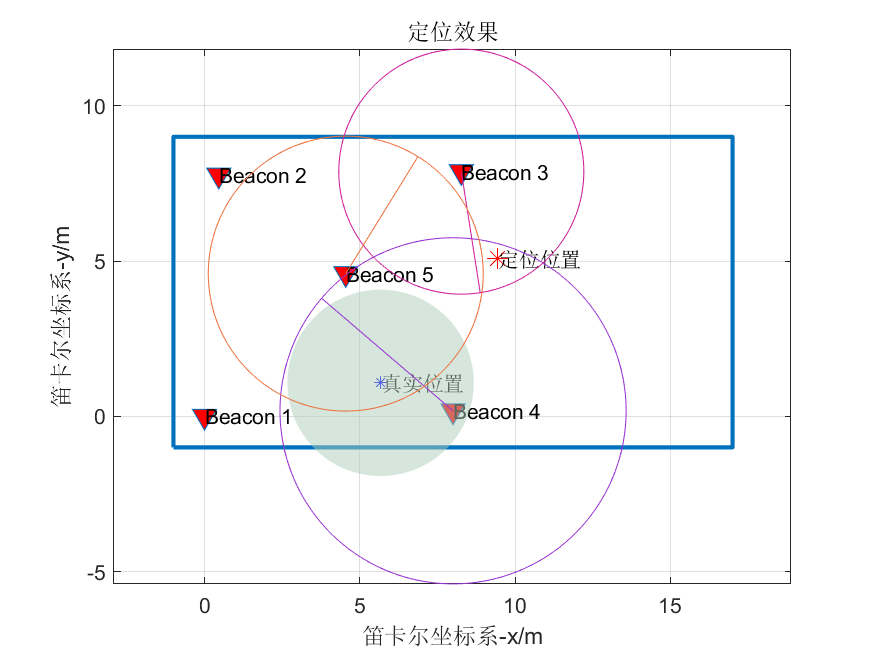 定位效果
10
5
0
-5
笛卡尔坐标系-y/m
Beacon 2
Beacon 3
定位位置
Beacon 5
真实位置
Beacon 1
Beacon 4
0
5
10
15
笛卡尔坐标系-x/m